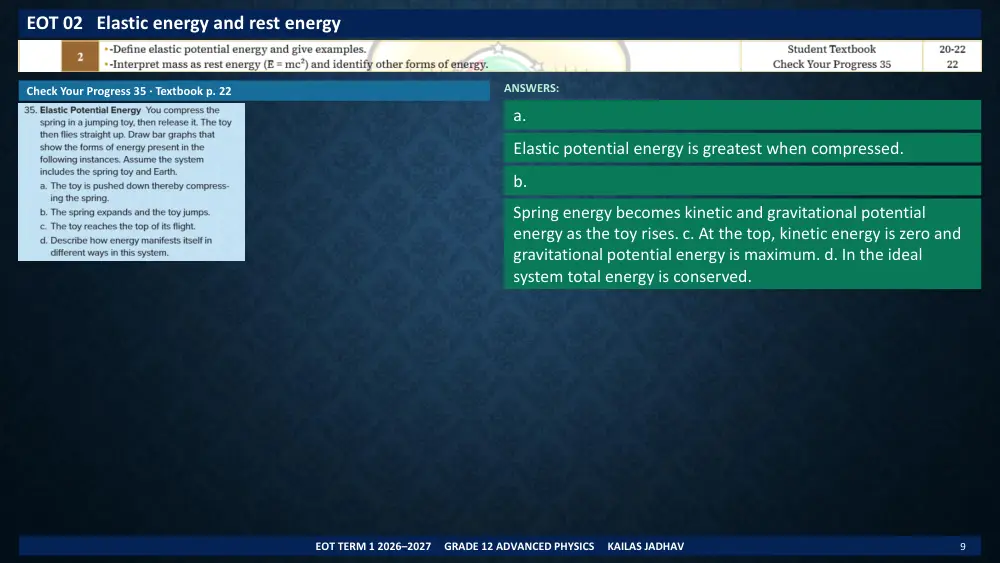 EOT 02 Elastic energy and rest energy
2
•-Define elastic potential energy and give examples.
•-Interpret mass as rest energy (E = mc²) and identify other forms of energy.
Student Textbook
Check Your Progress 35
20-22
22
Check Your Progress 35 · Textbook p. 22
35. Elastic Potential Energy You compress the
spring in a jumping toy, then release it. The toy
then flies straight up. Draw bar graphs that
show the forms of energy present in the
following instances. Assume the system
includes the spring toy and Earth.
a. The toy is pushed down thereby compress-
ing the spring.
b. The spring expands and the toy jumps.
c. The toy reaches the top of its flight.
d. Describe how energy manifests itself in
different ways in this system.
ANSWERS:
a.
Elastic potential energy is greatest when compressed.
b.
Spring energy becomes kinetic and gravitational potential
energy as the toy rises. c. At the top, kinetic energy is zero and
gravitational potential energy is maximum. d. In the ideal
system total energy is conserved.
EOT TERM 1 2026–2027 GRADE 12 ADVANCED PHYSICS KAILAS JADHAV
9